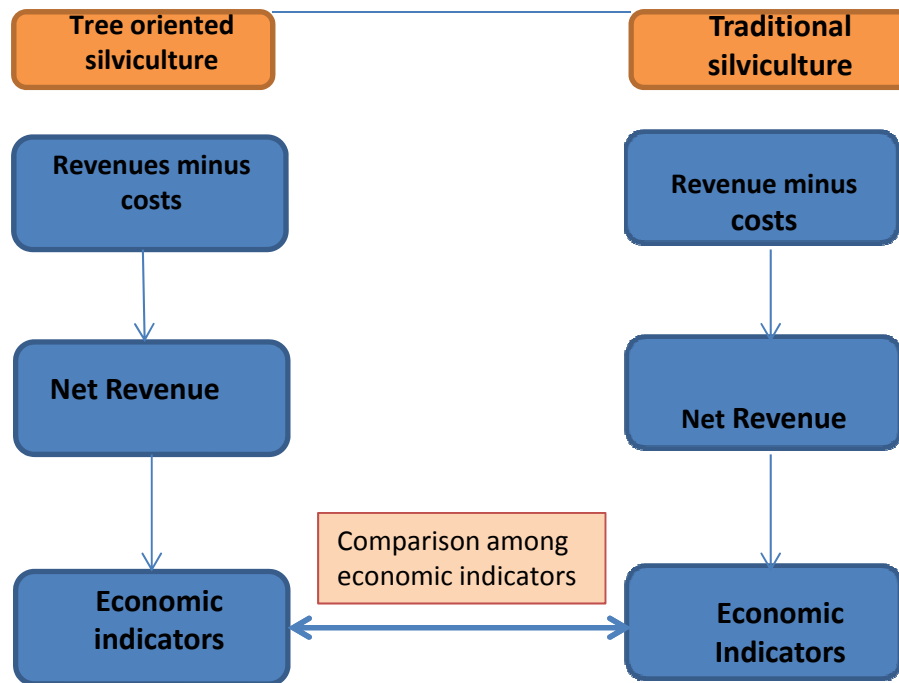 Tree oriented
silviculture
Traditional
silviculture
Revenues minus
costs
Revenue minus
costs
Net Revenue
Net Revenue
Comparison among
economic indicators
Economic
indicators
Economic
Indicators